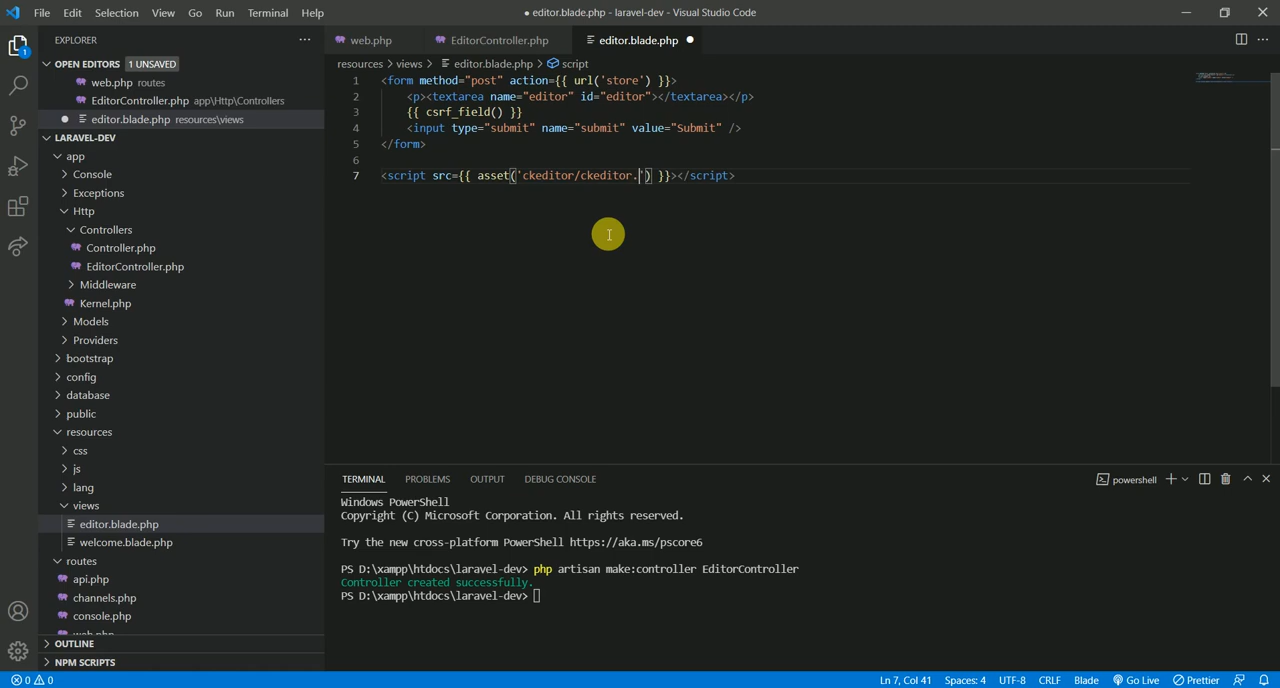 File Edit Selection View Go Run Terminal Help
● editor.blade.php - laravel-dev - Visual Studio Code
EXPLORER
OPEN EDITORS 1 UNSAVED
web.php routes
EditorController.php app\Http\Controllers
editor.blade.php resources\views
LARAVEL-DEV
app
Console
Exceptions
Http
Controllers
Controller.php
EditorController.php
Middleware
Kernel.php
Models
Providers
bootstrap
config
database
public
resources
css
js
lang
views
editor.blade.php
welcome.blade.php
routes
api.php
channels.php
console.php
web.php
OUTLINE
NPM SCRIPTS
1
web.php EditorController.php editor.blade.php
resources > views > editor.blade.php > script
1 <form method="post" action={{ url('store') }}>
2 <p><textarea name="editor" id="editor"></textarea></p>
3 {{ csrf_field() }}
4 <input type="submit" name="submit" value="Submit" />
5 </form>
6
7 <script src={{ asset('ckeditor/ckeditor.') }}></script>
TERMINAL PROBLEMS OUTPUT DEBUG CONSOLE
powershell
Windows PowerShell
Copyright (C) Microsoft Corporation. All rights reserved.
Try the new cross-platform PowerShell https://aka.ms/pscore6
PS D:\xampp\htdocs\laravel-dev> php artisan make:controller EditorController
Controller created successfully.
PS D:\xampp\htdocs\laravel-dev>
0 0
Ln 7, Col 41 Spaces: 4 UTF-8 CRLF Blade Go Live Prettier